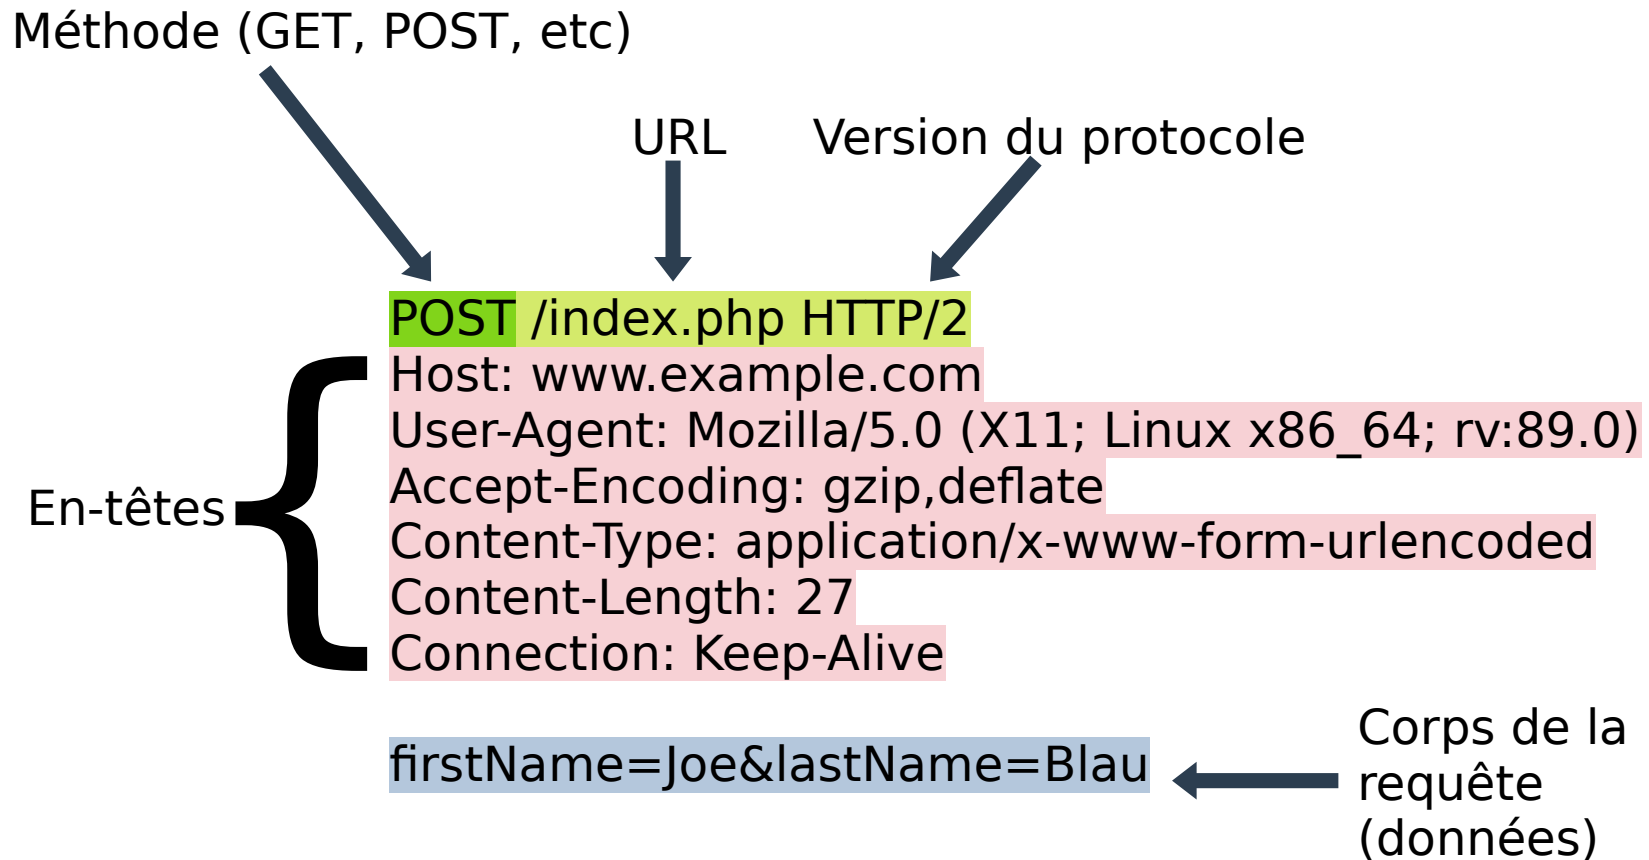 Méthode (GET, POST, etc)
URL
Version du protocole
POST /index.php HTTP/2
Host: www.example.com
User-Agent: Mozilla/5.0 (X11; Linux x86_64; rv:89.0)
Accept-Encoding: gzip,deflate
Content-Type: application/x-www-form-urlencoded
Content-Length: 27
Connection: Keep-Alive
En-têtes
firstName=Joe&lastName=Blau
Corps de la
requête
(données)